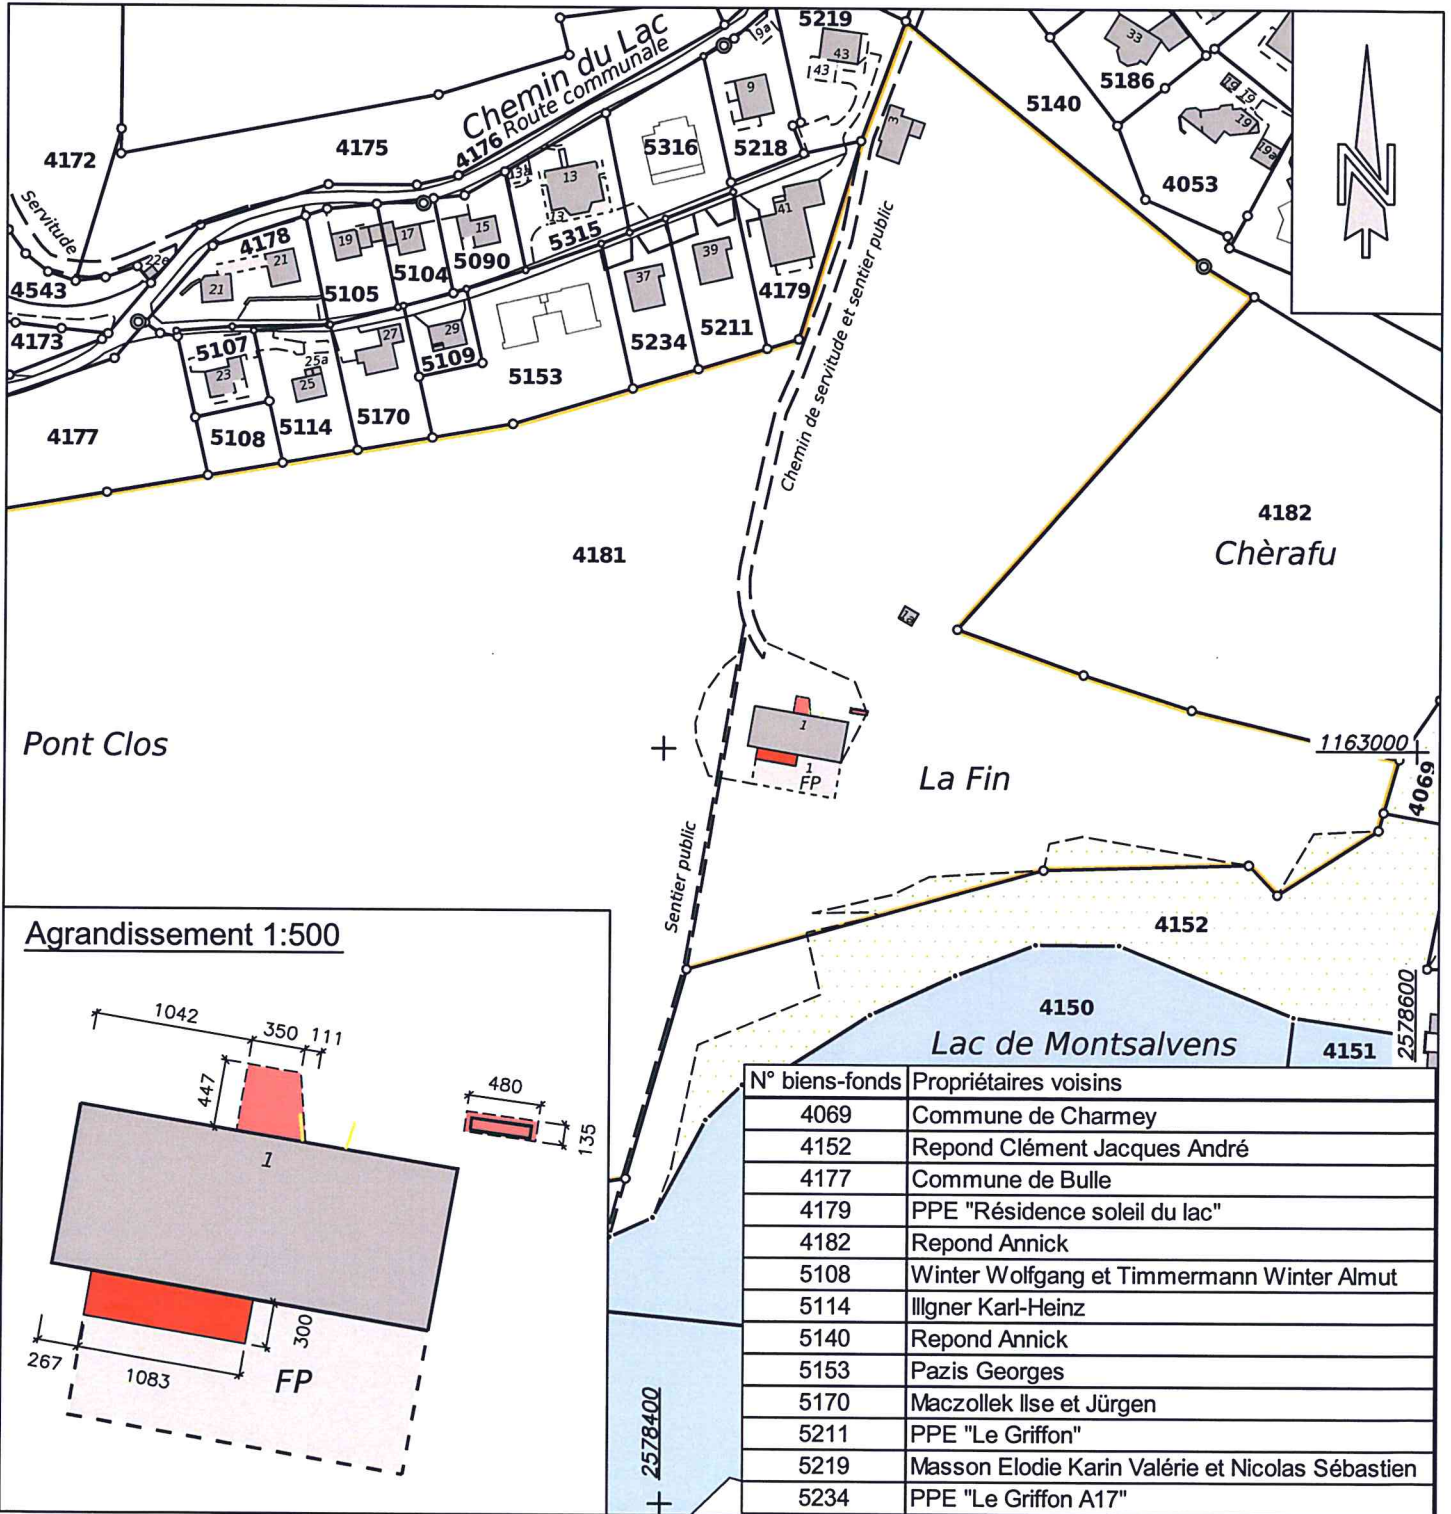 5219
43
43
9a
Chemin du Lac
4176 Route communale
33
5186
19
19
19
19a
5140
4053
N
4172
4175
5316
9
5218
3
Servitude
13a
13
13
41
4178
19
17
15
5315
22e
21
21
5104
5090
39
37
4543
5105
4179
4173
5107
27
29
5109
5234
5211
23
25a
25
5153
4177
5108
5114
5170
Chemin de servitude et sentier public
4181
4182
Chèrafu
1a
Pont Clos
1
1
FP
La Fin
1163000
4069
Sentier public
4152
4150
Lac de Montsalvens
4151
2578600
2578400
Agrandissement 1:500
1042
350
111
447
480
135
1
300
267
1083
FP
N° biens-fonds Propriétaires voisins
4069 Commune de Charmey
4152 Repond Clément Jacques André
4177 Commune de Bulle
4179 PPE "Résidence soleil du lac"
4182 Repond Annick
5108 Winter Wolfgang et Timmermann Winter Almut
5114 Illgner Karl-Heinz
5140 Repond Annick
5153 Pazis Georges
5170 Maczollek Ilse et Jürgen
5211 PPE "Le Griffon"
5219 Masson Elodie Karin Valérie et Nicolas Sébastien
5234 PPE "Le Griffon A17"